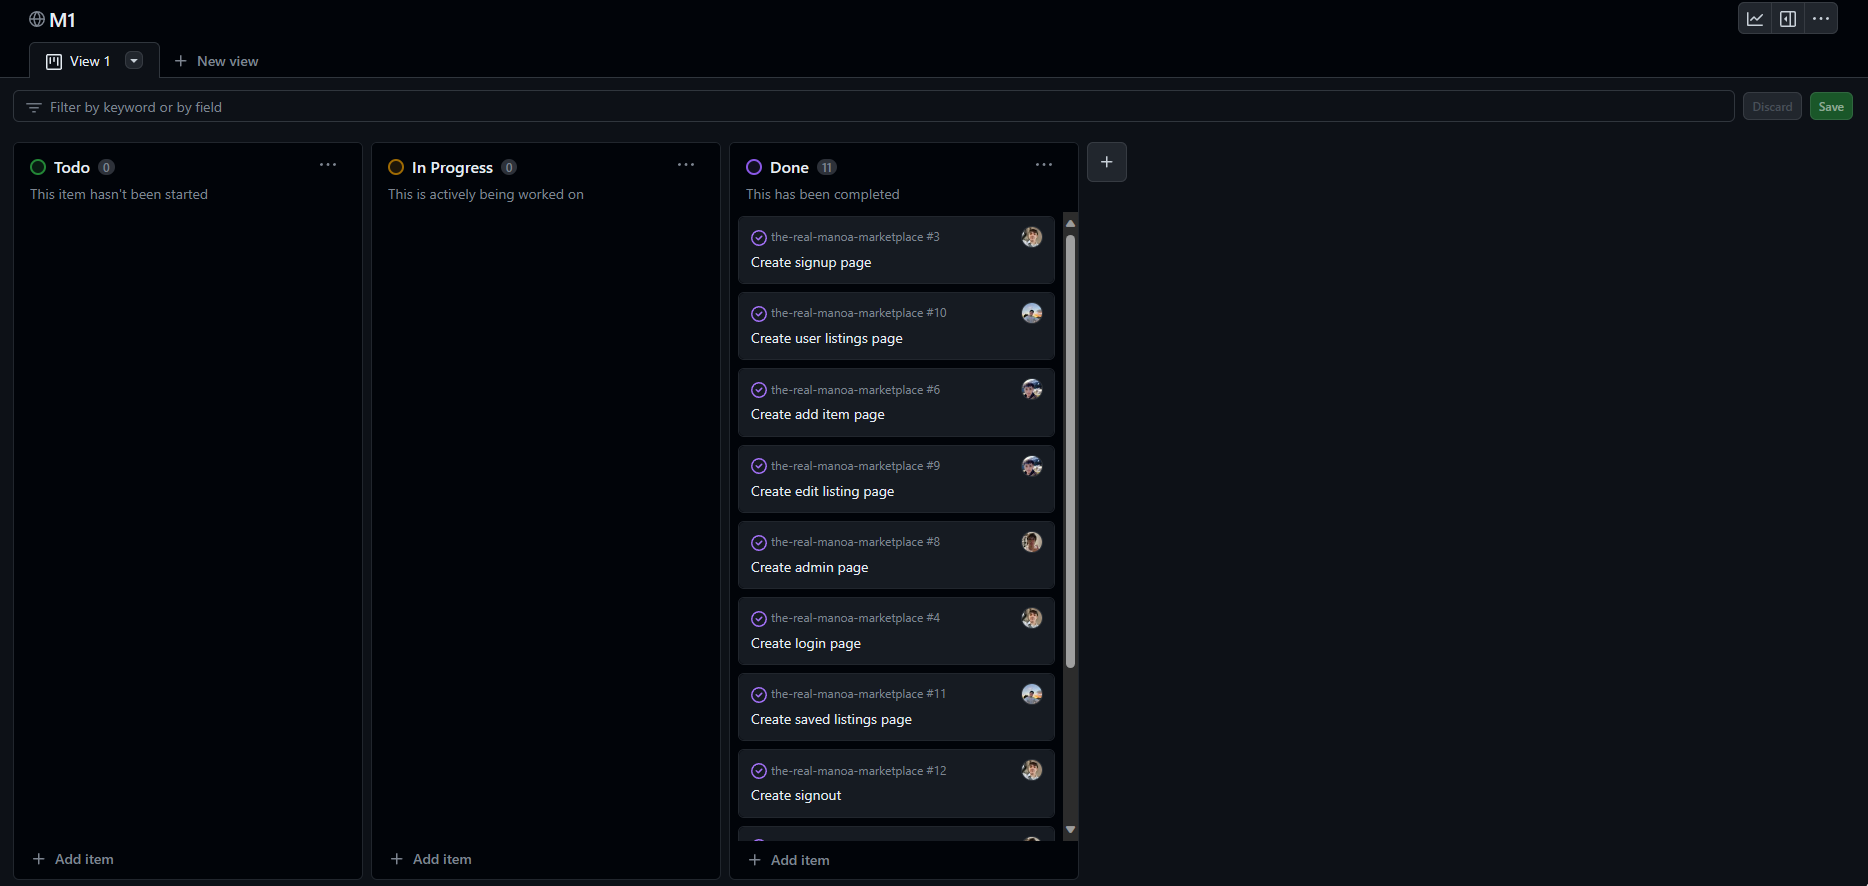 M1
View 1
New view
Filter by keyword or by field
Discard
Save
Todo 0
This item hasn't been started
Add item
In Progress 0
This is actively being worked on
Add item
Done 11
This has been completed
the-real-manoa-marketplace #3
Create signup page
the-real-manoa-marketplace #10
Create user listings page
the-real-manoa-marketplace #6
Create add item page
the-real-manoa-marketplace #9
Create edit listing page
the-real-manoa-marketplace #8
Create admin page
the-real-manoa-marketplace #4
Create login page
the-real-manoa-marketplace #11
Create saved listings page
the-real-manoa-marketplace #12
Create signout
Add item